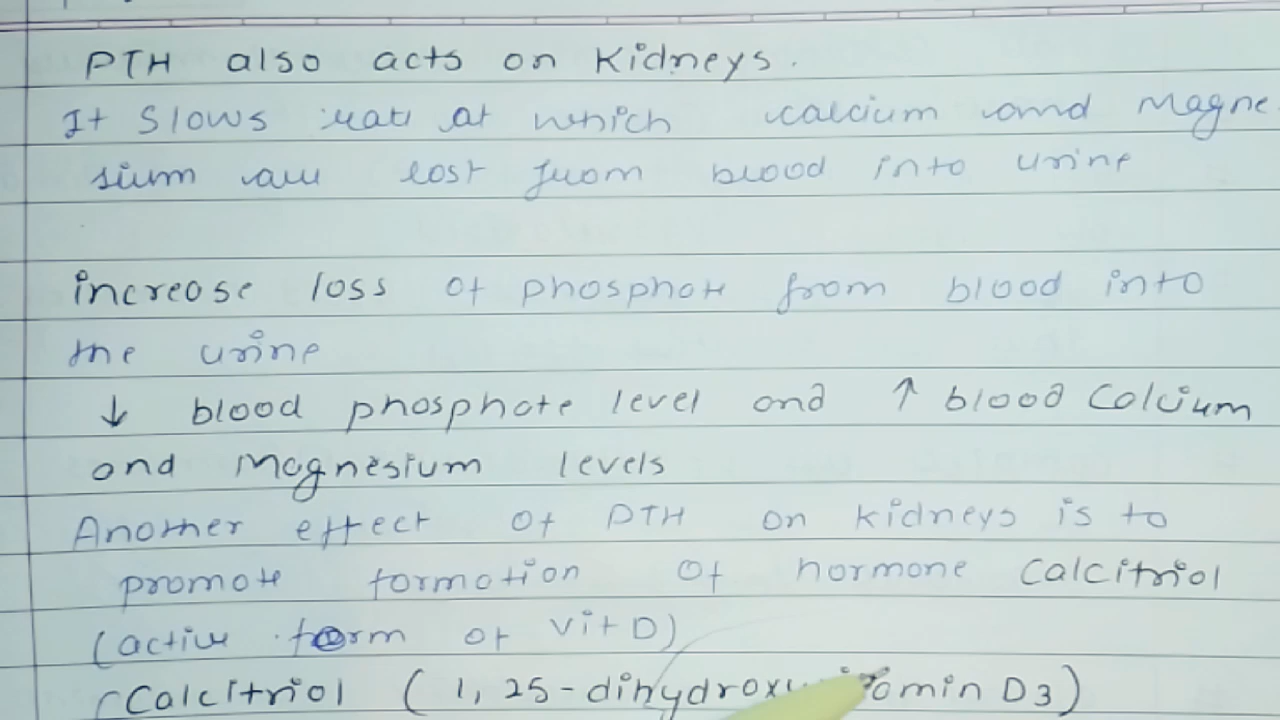 PTH also acts on Kidneys.
It Slows rate at which calcium and Magne
sium are lost from blood into urine
increase loss of phosphate from blood into
the urine
↓ blood phosphate level and ↑ blood Calcium
and Magnesium levels
Another effect of PTH on kidneys is to
promote formation of hormone Calcitriol
(active form of Vit D)
(Calcitriol (1, 25-dihydroxyvitamin D3)